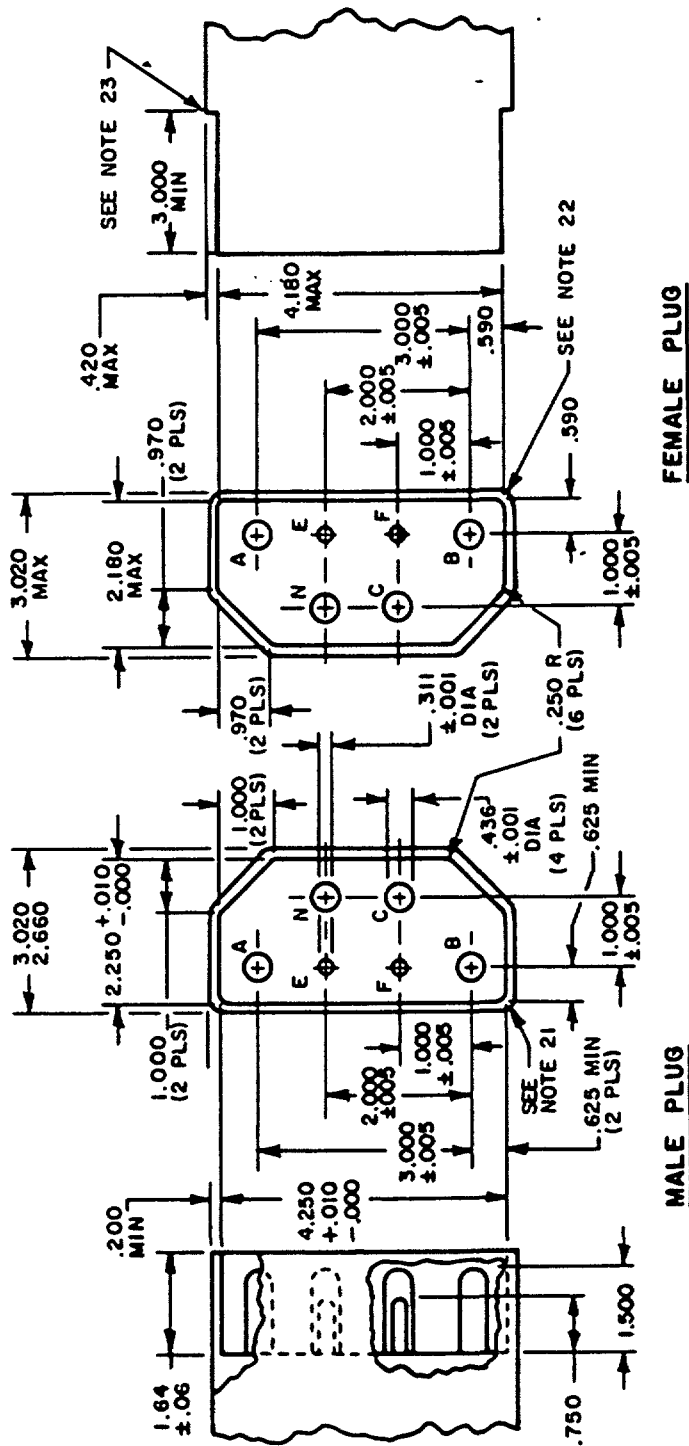 SEE NOTE 23
3.000
MIN
.420
MAX
4.180
MAX
3.000
±.005
.590
2.000
±.005
1.000
±.005
SEE NOTE 22
.590
.970
(2 PLS)
3.020
MAX
2.180
MAX
A
E
F
B
N
C
1.000
±.005
.970
(2 PLS)
.311
±.001
DIA
(2 PLS)
.250 R
(6 PLS)
FEMALE PLUG
1.000
(2 PLS)
.436
±.001
DIA
(4 PLS)
.625 MIN
3.020
2.660
2.250 +.010
-.000
1.000
(2 PLS)
N
C
A
E
F
B
1.000
±.005
1.000
±.005
2.000
±.005
3.000
±.005
SEE
NOTE 21
.625 MIN
(2 PLS)
.200
MIN
4.250
+.010
-.000
1.64
±.06
1.500
.750
MALE PLUG